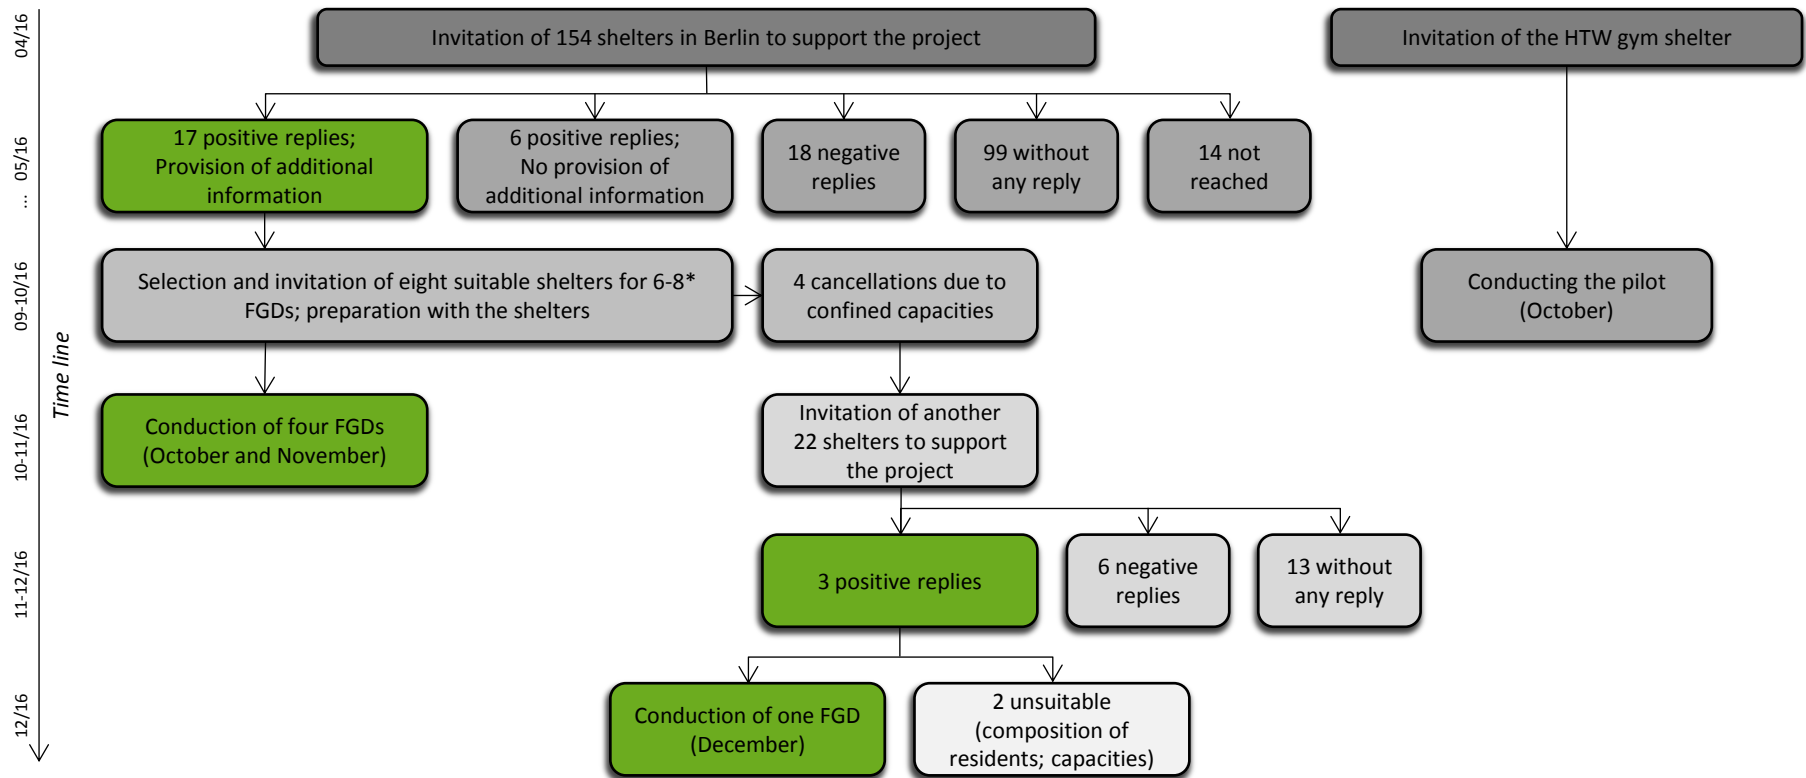 04/16
Invitation of 154 shelters in Berlin to support the project
Invitation of the HTW gym shelter
... 05/16
17 positive replies;
Provision of additional
information
6 positive replies;
No provision of
additional information
18 negative
replies
99 without
any reply
14 not
reached
09-10/16
Selection and invitation of eight suitable shelters for 6-8*
FGDs; preparation with the shelters
4 cancellations due to
confined capacities
Conducting the pilot
(October)
Time line
10-11/16
Conduction of four FGDs
(October and November)
Invitation of another
22 shelters to support
the project
11-12/16
3 positive replies
6 negative
replies
13 without
any reply
12/16
Conduction of one FGD
(December)
2 unsuitable
(composition of
residents; capacities)